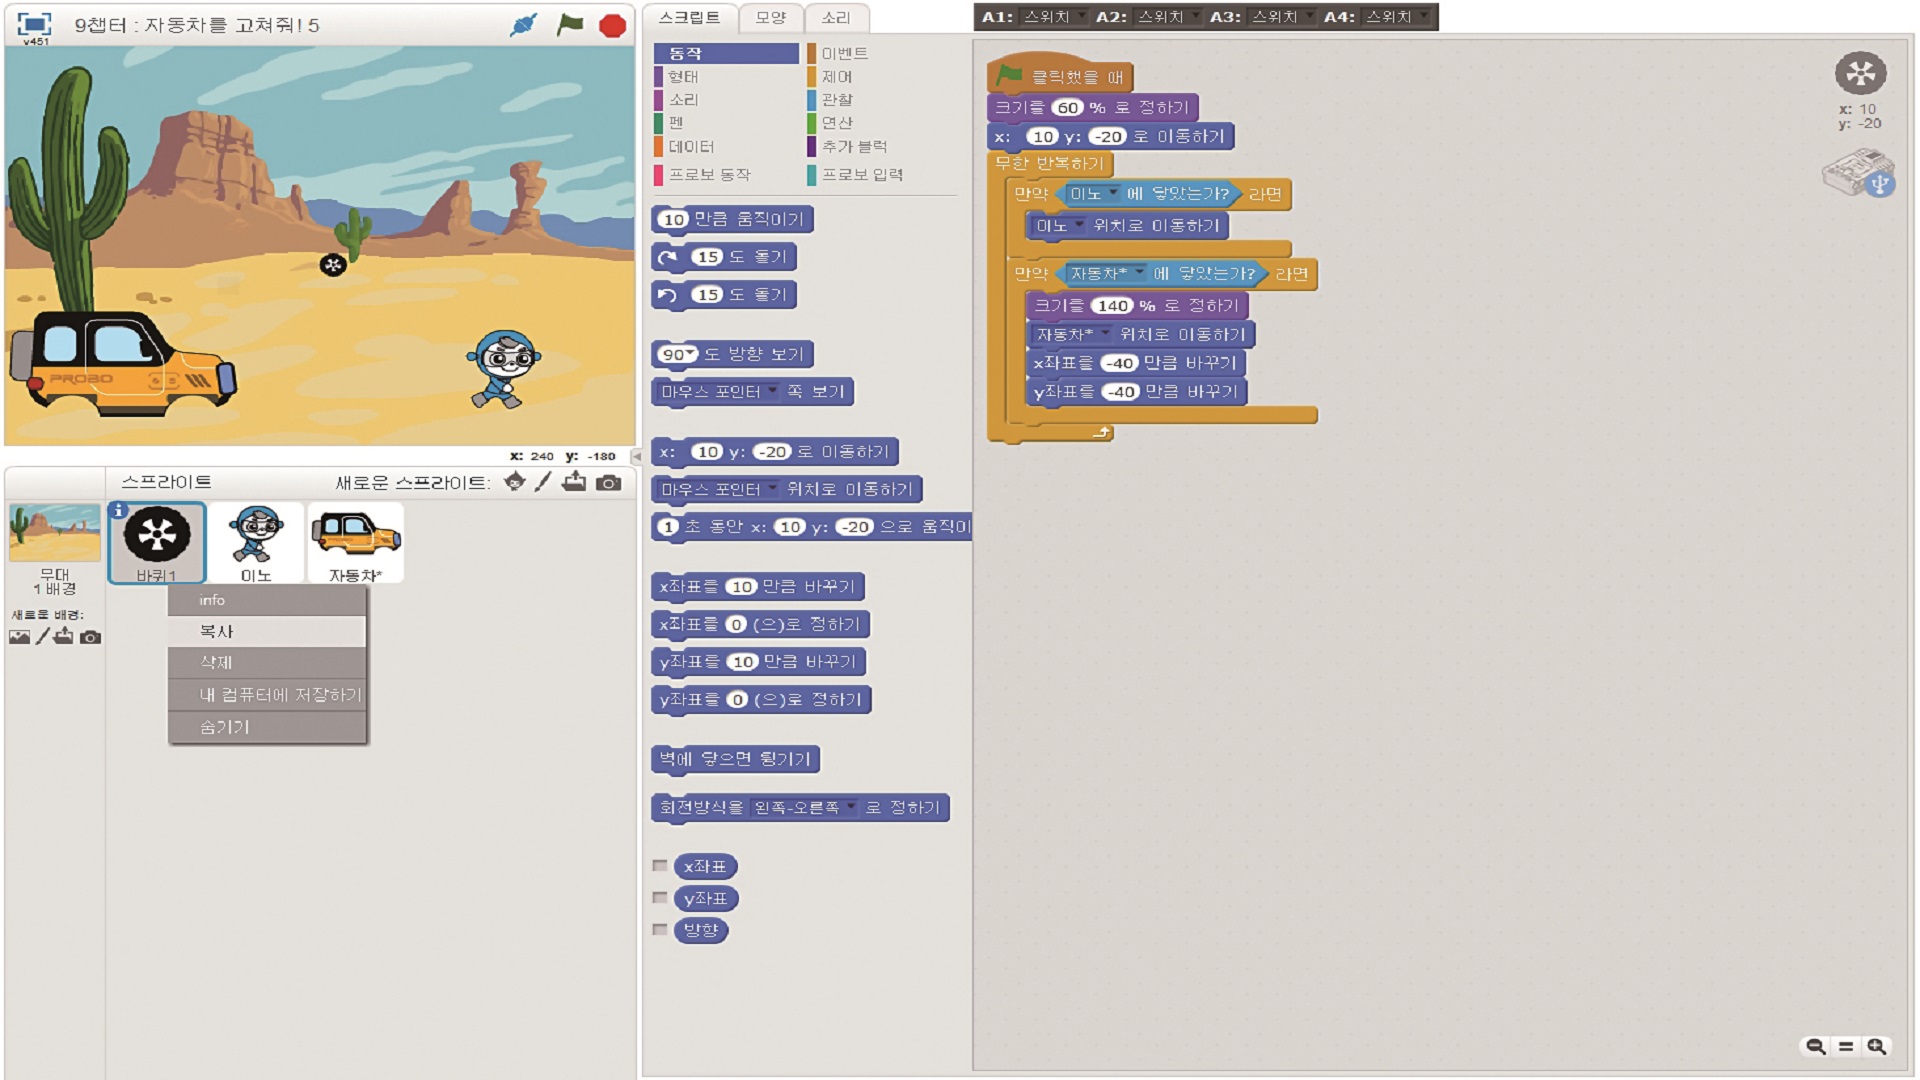 9챕터 : 자동차를 고쳐줘! 5
v451
PROBO
x: 240 y: -180
스프라이트
새로운 스프라이트:
무대
1 배경
새로운 배경:
바퀴1
이노
자동차*
info
복사
삭제
내 컴퓨터에 저장하기
숨기기
스크립트 모양 소리
동작 이벤트
형태 제어
소리 관찰
펜 연산
데이터 추가 블럭
프로보 동작 프로보 입력
10 만큼 움직이기
15 도 돌기
15 도 돌기
90 도 방향 보기
마우스 포인터 쪽 보기
x: 10 y: -20 로 이동하기
마우스 포인터 위치로 이동하기
1 초 동안 x: 10 y: -20 으로 움직이
x좌표를 10 만큼 바꾸기
x좌표를 0 (으)로 정하기
y좌표를 10 만큼 바꾸기
y좌표를 0 (으)로 정하기
벽에 닿으면 튕기기
회전방식을 왼쪽-오른쪽 로 정하기
x좌표
y좌표
방향
A1: 스위치 A2: 스위치 A3: 스위치 A4: 스위치
클릭했을 때
크기를 60 % 로 정하기
x: 10 y: -20 로 이동하기
무한 반복하기
만약 이노 에 닿았는가? 라면
이노 위치로 이동하기
만약 자동차* 에 닿았는가? 라면
크기를 140 % 로 정하기
자동차* 위치로 이동하기
x좌표를 -40 만큼 바꾸기
y좌표를 -40 만큼 바꾸기
x: 10
y: -20